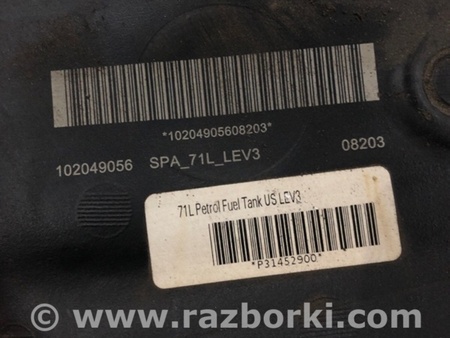 *10204905608203*
102049056 SPA_71L_LEV3 08203
71L Petrol Fuel Tank US LEV3
*P31452900*
© www.razborki.com